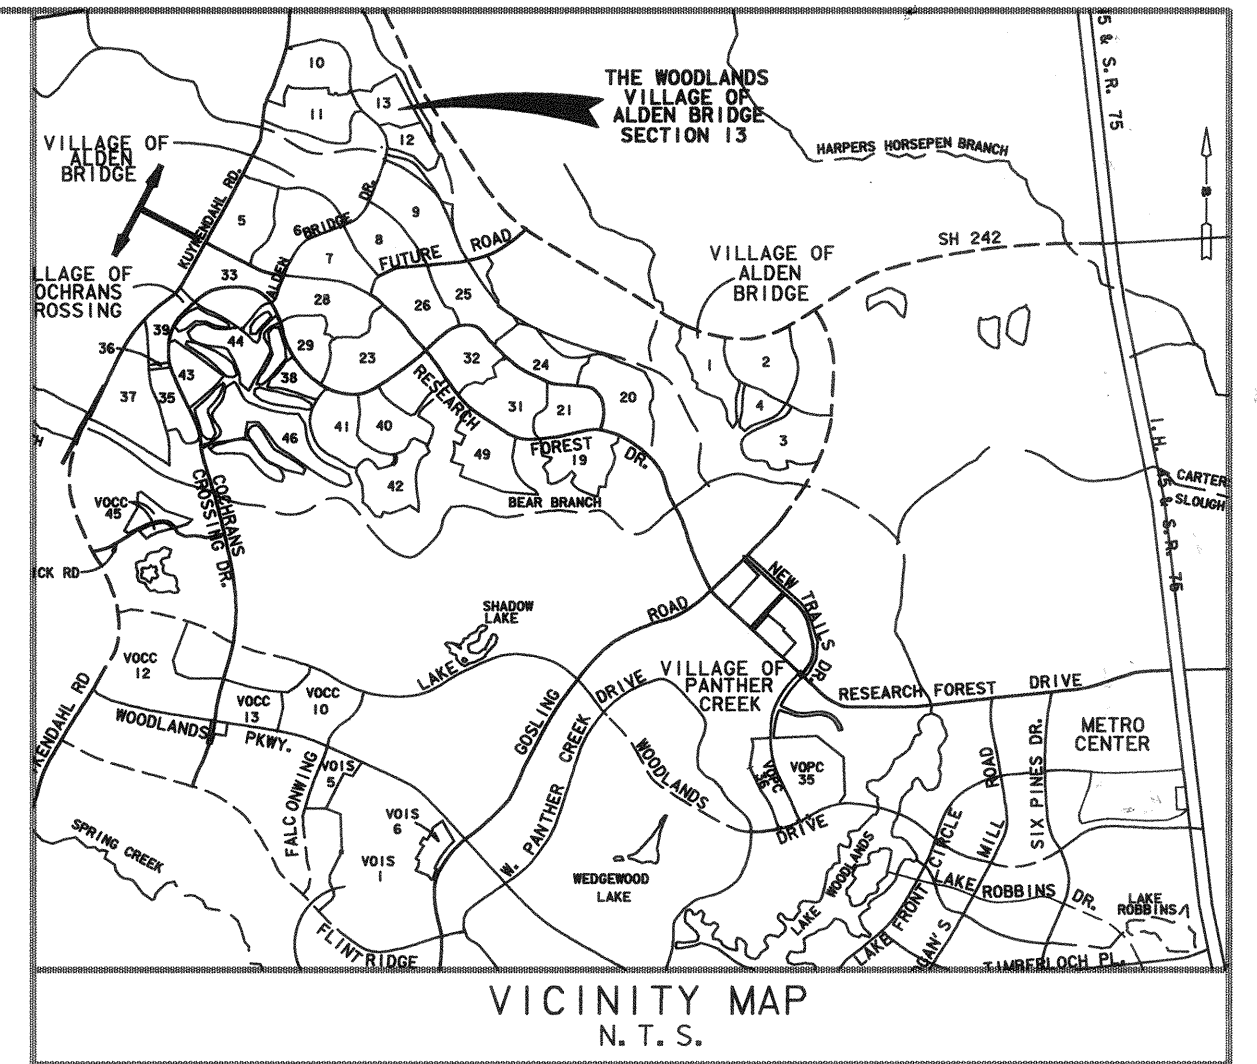 10
13
11
12
THE WOODLANDS
VILLAGE OF
ALDEN BRIDGE
SECTION 13
45 & S.R. 75
HARPERS HORSEPEN BRANCH
VILLAGE OF
ALDEN
BRIDGE
KUYKENDAHL RD.
5
6
BRIDGE
DR.
9
8
7
FUTURE
ROAD
SH 242
VILLAGE OF
ALDEN
BRIDGE
LLAGE OF
OCHRANS
ROSSING
33
ALDEN
28
26
25
39
44
29
23
32
24
36
43
38
37
35
41
40
46
RESEARCH
31
21
20
1
2
4
3
49
FOREST
19
DR.
42
BEAR BRANCH
I. H. 45 & S.R. 75
CARTER
SLOUGH
H
VOCC
45
COCHRANS
CROSSING DR.
ICK RD
NEW TRAILS DR.
SHADOW
LAKE
ROAD
VOCC
12
LAKE
VILLAGE OF
PANTHER
CREEK
GOSLING
DRIVE
RESEARCH FOREST DRIVE
VOCC
13
VOCC
10
KENDAHL RD
WOODLANDS
PKWY.
METRO
CENTER
WOODLANDS
VOPC
36
VOPC
35
ROAD
SIX PINES DR.
VOIS
5
FALCONWING
W. PANTHER CREEK
VOIS
6
DRIVE
CIRCLE
MILL
SPRING CREEK
VOIS
1
WEDGEWOOD
LAKE
LAKE WOODLANDS
LAKE ROBBINS DR.
LAKE
ROBBINS
LAKE FRONT
GAN'S
FLINTRIDGE
TIMBERLOCH PL.
VICINITY MAP
N. T. S.